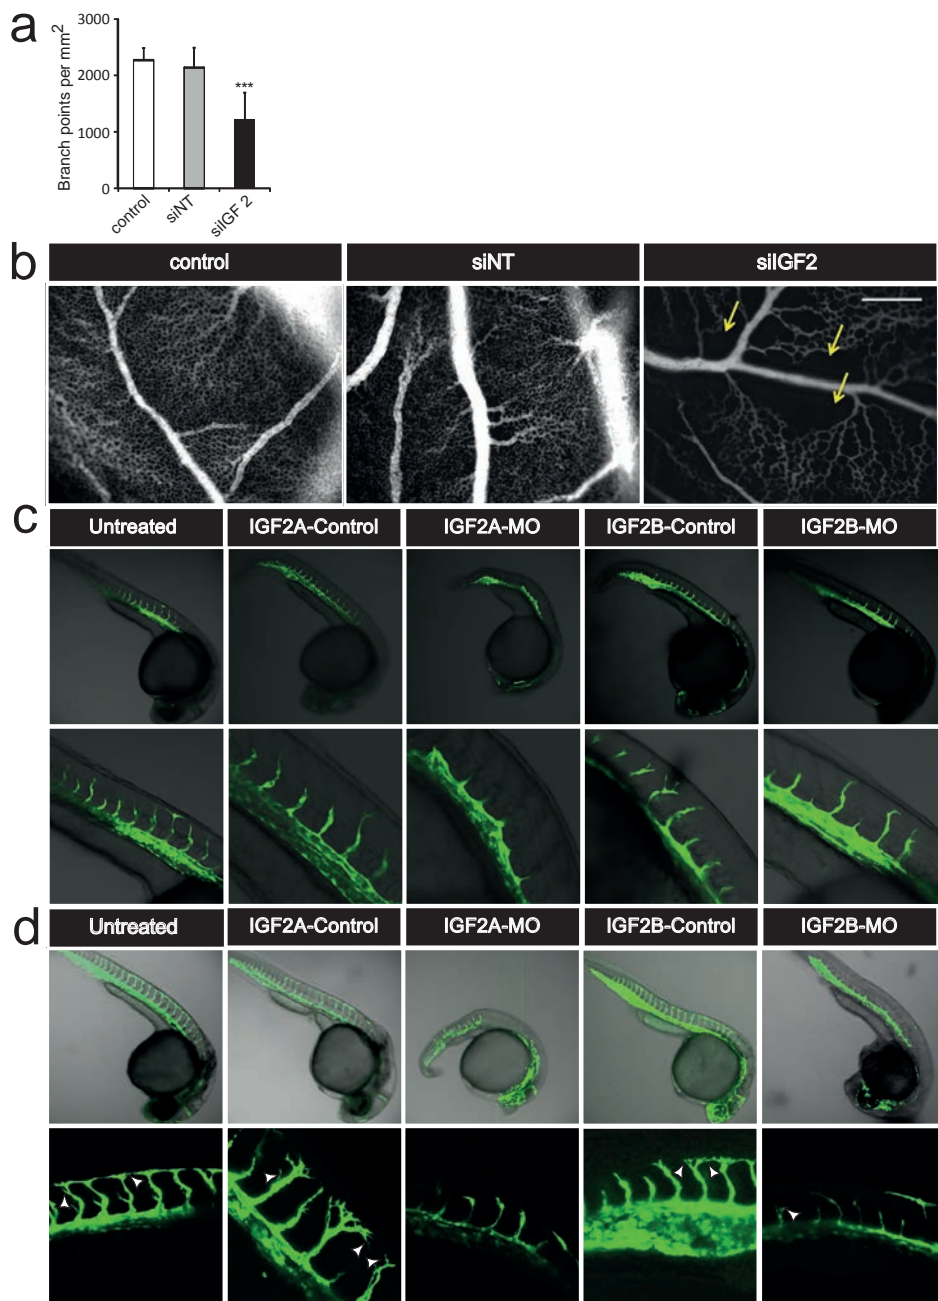 a
Branch points per mm²
3000
2000
1000
0
***
control
siNT
siIGF 2
b
control
siNT
siIGF2
c
Untreated
IGF2A-Control
IGF2A-MO
IGF2B-Control
IGF2B-MO
d
Untreated
IGF2A-Control
IGF2A-MO
IGF2B-Control
IGF2B-MO